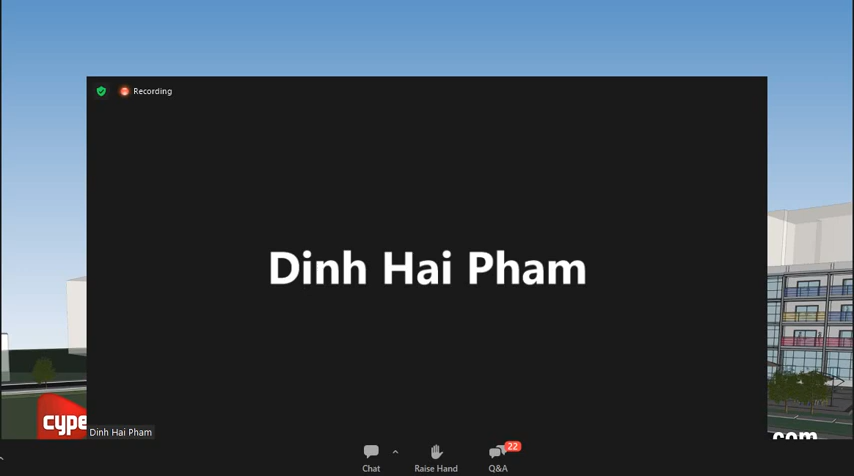 Recording
Dinh Hai Pham
cype
Dinh Hai Pham
.com
Chat
Raise Hand
22
Q&A